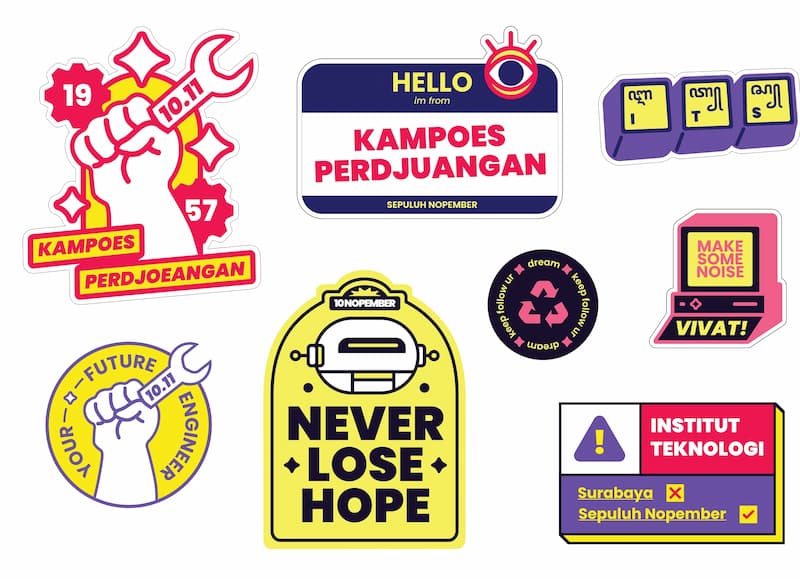 19
10.11
57
KAMPOES
PERDJOEANGAN
HELLO
im from
KAMPOES
PERDJUANGAN
SEPULUH NOPEMBER
I T S
MAKE
SOME
NOISE
VIVAT!
dream
keep follow ur
dream
keep follow ur
YOUR FUTURE ENGINEER
10.11
10 NOPEMBER
NEVER
LOSE
HOPE
INSTITUT
TEKNOLOGI
Surabaya
Sepuluh Nopember